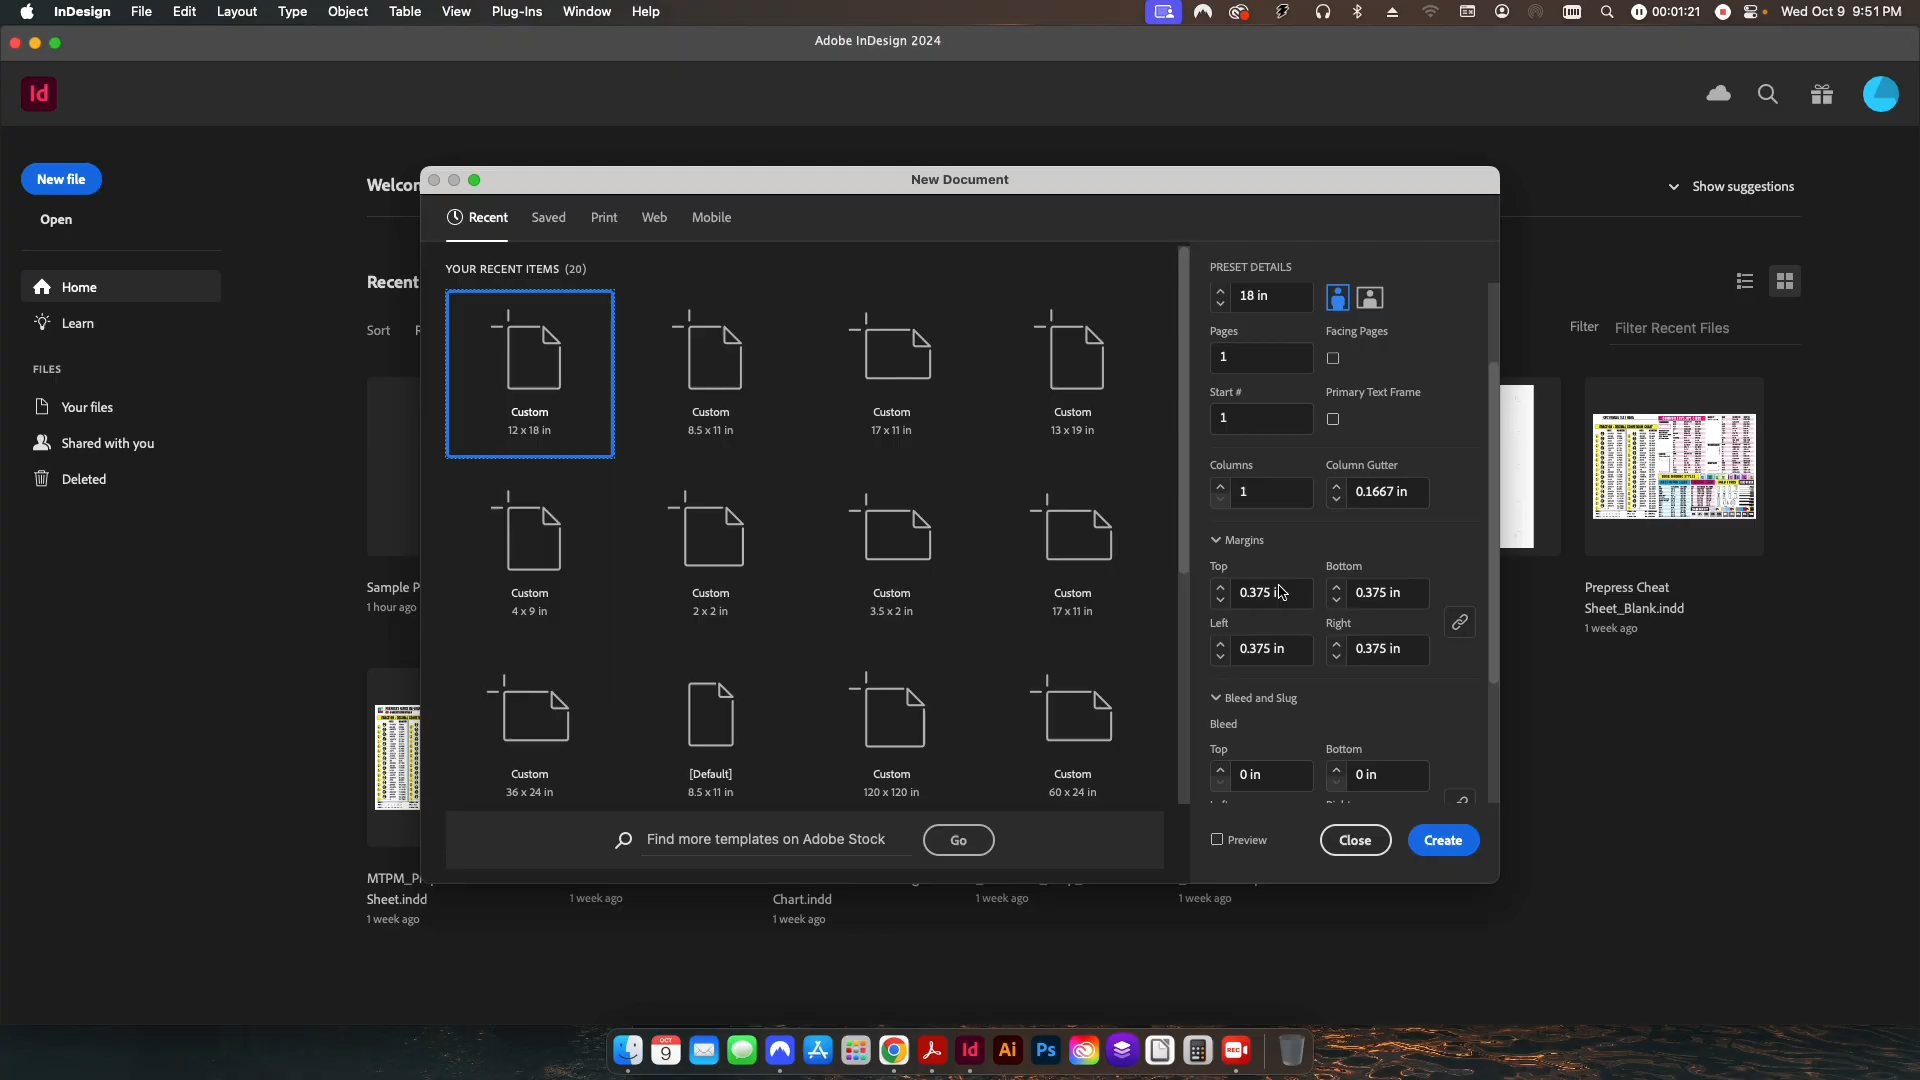 InDesign File Edit Layout Type Object Table View Plug-Ins Window Help 00:01:21 Wed Oct 9 9:51 PM
Adobe InDesign 2024
Id
New file
Open
Home
Learn
FILES
Your files
Shared with you
Deleted
Welcon
Show suggestions
Recent
Sort
Filter Filter Recent Files
Sample P
1 hour ago
Prepress Cheat
Sheet_Blank.indd
1 week ago
MTPM_P
Sheet.indd
1 week ago
1 week ago
Chart.indd
1 week ago
1 week ago
1 week ago
New Document
Recent Saved Print Web Mobile
YOUR RECENT ITEMS (20)
Custom Custom Custom Custom
12 x 18 in 8.5 x 11 in 17 x 11 in 13 x 19 in
Custom Custom Custom Custom
4 x 9 in 2 x 2 in 3.5 x 2 in 17 x 11 in
Custom [Default] Custom Custom
36 x 24 in 8.5 x 11 in 120 x 120 in 60 x 24 in
Find more templates on Adobe Stock Go
PRESET DETAILS
18 in
Pages Facing Pages
1
Start # Primary Text Frame
1
Columns Column Gutter
1 0.1667 in
Margins
Top Bottom
0.375 in 0.375 in
Left Right
0.375 in 0.375 in
Bleed and Slug
Bleed
Top Bottom
0 in 0 in
Preview Close Create
OCT
9 Id Ai Ps REC